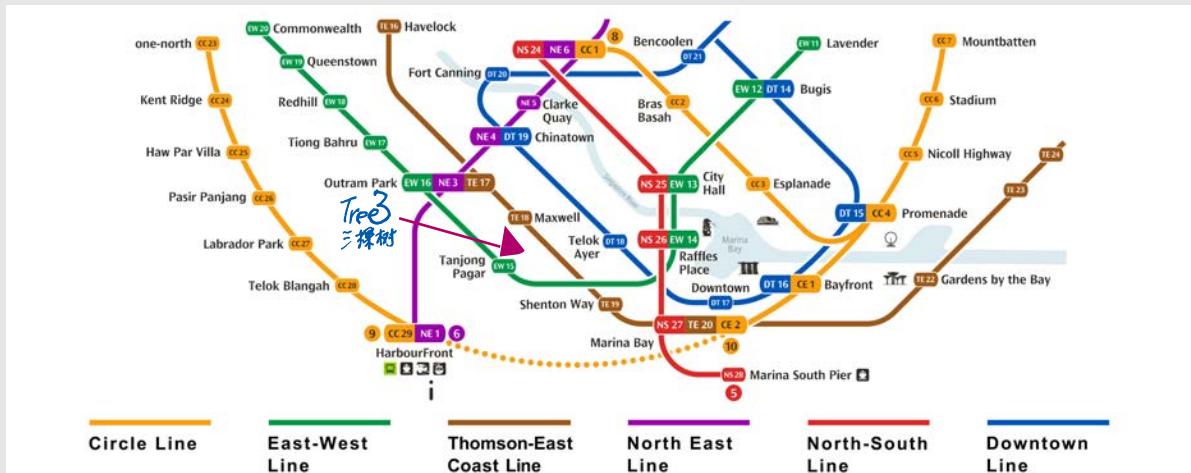 EW 20 Commonwealth
TE 16 Havelock
NS 24 NE 6 CC 1
8
Bencoolen
DT 21
EW 11 Lavender
CC 7 Mountbatten
one-north CC 23
EW 19 Queenstown
Fort Canning DT 20
Redhill EW 18
Kent Ridge CC 24
NE 5 Clarke
Quay
Bras
Basah
CC 2
EW 12 DT 14 Bugis
CC 6 Stadium
Tiong Bahru EW 17
NE 4 DT 19 Chinatown
Haw Par Villa CC 25
CC 5 Nicoll Highway
TE 24
Outram Park EW 16 NE 3 TE 17
NS 25 EW 13 City
Hall
CC 3 Esplanade
TE 23
Pasir Panjang CC 26
Tree3
三棵树
TE 18 Maxwell
Singapore River
DT 15 CC 4 Promenade
Labrador Park CC 27
Telok
Ayer
DT 18
NS 26 EW 14
Raffles
Place
Marina
Bay
Tanjong
Pagar
EW 15
Telok Blangah CC 28
Shenton Way TE 19
Downtown
DT 17
DT 16 CE 1 Bayfront
TE 22 Gardens by the Bay
9 CC 29 NE 1 6
HarbourFront
i
NS 27 TE 20 CE 2
Marina Bay
10
NS 28 Marina South Pier
5
Circle Line
East-West
Line
Thomson-East
Coast Line
North East
Line
North-South
Line
Downtown
Line